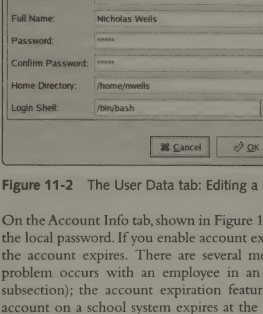 Full Name: Nicholas Wells
Password: *****
Confirm Password: *****
Home Directory: /home/nwells
Login Shell: /bin/bash
Cancel OK
Figure 11-2 The User Data tab: Editing a
On the Account Info tab, shown in Figure 1
the local password. If you enable account ex
the account expires. There are several me
problem occurs with an employee in an
subsection); the account expiration featur
account on a school system expires at the